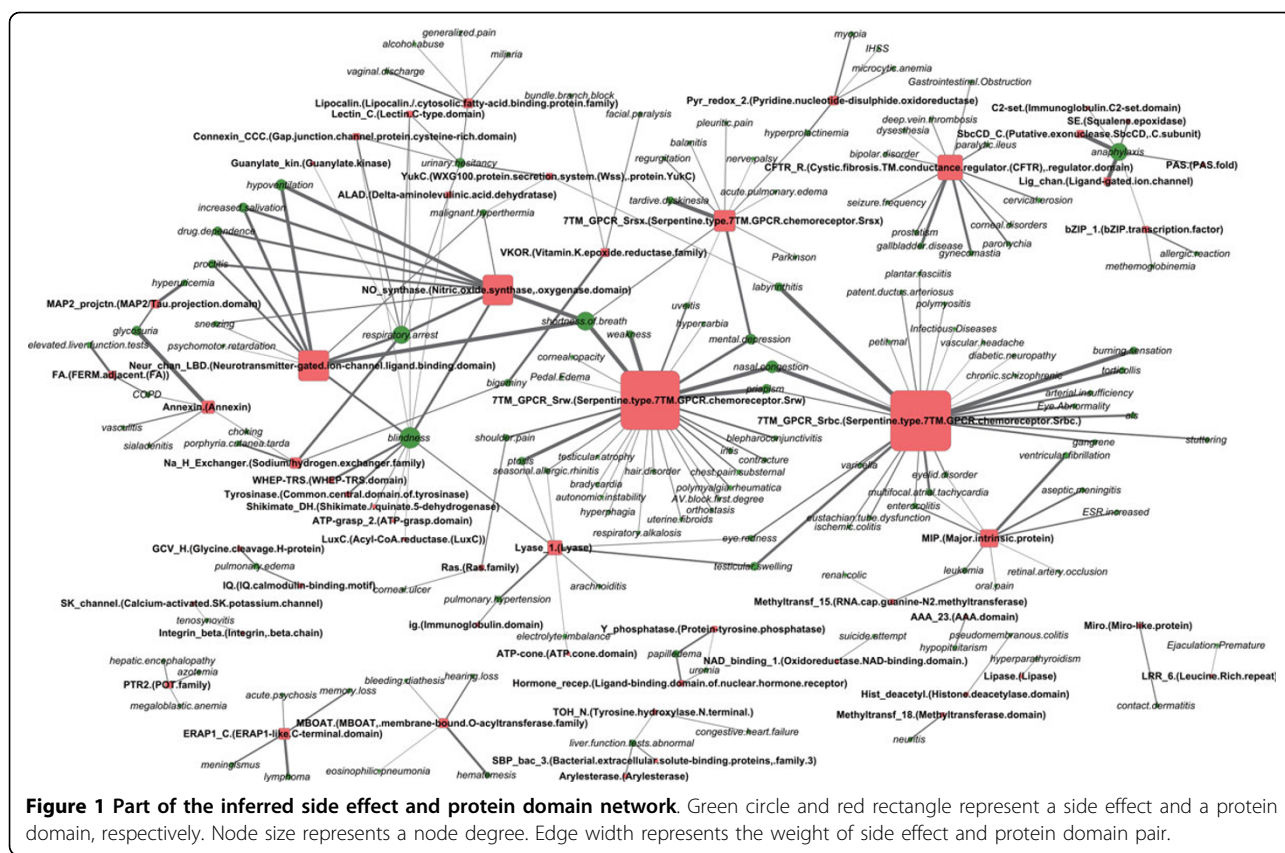 generalized.pain
alcohol.abuse
miliaria
vaginal.discharge
Lipocalin.(Lipocalin./.cytosolic.fatty-acid.binding.protein.family)
Lectin_C.(Lectin.C-type.domain)
bundle.branch.block
facial.paralysis
Connexin_CCC.(Gap.junction.channel.protein.cysteine-rich.domain)
Guanylate_kin.(Guanylate.kinase)
urinary.hesitancy
YukC.(WXG100.protein.secretion.system.(Wss),.protein.YukC)
hypoventilation
ALAD.(Delta-aminolevulinic.acid.dehydratase)
increased.salivation
malignant.hyperthermia
drug.dependence
VKOR.(Vitamin.K.epoxide.reductase.family)
proctitis
hyperuricemia
NO_synthase.(Nitric.oxide.synthase,.oxygenase.domain)
MAP2_projctn.(MAP2/Tau.projection.domain)
sneezing
glycosuria
respiratory.arrest
shortness.of.breath
psychomotor.retardation
elevated.liver.function.tests
Neur_chan_LBD.(Neurotransmitter-gated.ion-channel.ligand.binding.domain)
FA.(FERM.adjacent.(FA))
COPD
Annexin.(Annexin)
vasculitis
choking
sialadenitis
porphyria.cutanea.tarda
blindness
Na_H_Exchanger.(Sodium/hydrogen.exchanger.family)
WHEP-TRS.(WHEP-TRS.domain)
Tyrosinase.(Common.central.domain.of.tyrosinase)
Shikimate_DH.(Shikimate./.quinate.5-dehydrogenase)
ATP-grasp_2.(ATP-grasp.domain)
LuxC.(Acyl-CoA.reductase.(LuxC))
GCV_H.(Glycine.cleavage.H-protein)
pulmonary.edema
IQ.(IQ.calmodulin-binding.motif)
SK_channel.(Calcium-activated.SK.potassium.channel)
tenosynovitis
Integrin_beta.(Integrin,.beta.chain)
myopia
IHSS
microcytic.anemia
Pyr_redox_2.(Pyridine.nucleotide-disulphide.oxidoreductase)
Gastrointestinal.Obstruction
pleuritic.pain
hyperprolactinemia
balanitis
regurgitation
nerve.palsy
deep.vein.thrombosis
dysesthesia
paralytic.ileus
bipolar.disorder
CFTR_R.(Cystic.fibrosis.TM.conductance.regulator.(CFTR),.regulator.domain)
C2-set.(Immunoglobulin.C2-set.domain)
SE.(Squalene.epoxidase)
SbcCD_C.(Putative.exonuclease.SbcCD,.C.subunit)
anaphylaxis
PAS.(PAS.fold)
Lig_chan.(Ligand-gated.ion.channel)
acute.pulmonary.edema
tardive.dyskinesia
7TM_GPCR_Srsx.(Serpentine.type.7TM.GPCR.chemoreceptor.Srsx)
seizure.frequency
cervical.erosion
corneal.disorders
prostatism
gallbladder.disease
paronychia
gynecomastia
bZIP_1.(bZIP.transcription.factor)
allergic.reaction
methemoglobinemia
Parkinson
labyrinthitis
plantar.fasciitis
patent.ductus.arteriosus
polymyositis
uveitis
hypercarbia
Infectious.Diseases
weakness
mental.depression
petit.mal
vascular.headache
diabetic.neuropathy
burning.sensation
corneal.opacity
nasal.congestion
chronic.schizophrenic
torticollis
Pedal.Edema
bigeminy
priapism
arterial.insufficiency
7TM_GPCR_Srw.(Serpentine.type.7TM.GPCR.chemoreceptor.Srw)
Eye.Abnormality
als
7TM_GPCR_Srbc.(Serpentine.type.7TM.GPCR.chemoreceptor.Srbc.)
stuttering
shoulder.pain
blepharoconjunctivitis
iritis
gangrene
ventricular.fibrillation
ptosis
testicular.atrophy
contracture
seasonal.allergic.rhinitis
hair.disorder
chest.pain.substernal
varicella
eyelid.disorder
bradycardia
polymyalgia.rheumatica
multifocal.atrial.tachycardia
aseptic.meningitis
autonomic.instability
AV.block.first.degree
enterocolitis
hyperphagia
orthostasis
eustachian.tube.dysfunction
ESR.increased
uterine.fibroids
ischemic.colitis
respiratory.alkalosis
eye.redness
MIP.(Major.intrinsic.protein)
Lyase_1.(Lyase)
testicular.swelling
Ras.(Ras.family)
corneal.ulcer
arachnoiditis
renal.colic
leukemia
retinal.artery.occlusion
oral.pain
pulmonary.hypertension
Methyltransf_15.(RNA.cap.guanine-N2.methyltransferase)
AAA_23.(AAA.domain)
ig.(Immunoglobulin.domain)
electrolyte.imbalance
Y_phosphatase.(Protein-tyrosine.phosphatase)
suicide.attempt
pseudomembranous.colitis
hypopituitarism
Miro.(Miro-like.protein)
Ejaculation.Premature
ATP-cone.(ATP.cone.domain)
papilledema
uremia
NAD_binding_1.(Oxidoreductase.NAD-binding.domain.)
hyperparathyroidism
Lipase.(Lipase)
LRR_6.(Leucine.Rich.repeat)
Hormone_recep.(Ligand-binding.domain.of.nuclear.hormone.receptor)
Hist_deacetyl.(Histone.deacetylase.domain)
contact.dermatitis
Methyltransf_18.(Methyltransferase.domain)
neuritis
hepatic.encephalopathy
azotemia
PTR2.(POT.family)
megaloblastic.anemia
acute.psychosis
memory.loss
bleeding.diathesis
hearing.loss
MBOAT.(MBOAT,.membrane-bound.O-acyltransferase.family)
ERAP1_C.(ERAP1-like.C-terminal.domain)
meningismus
lymphoma
eosinophilic.pneumonia
hematemesis
TOH_N.(Tyrosine.hydroxylase.N.terminal.)
congestive.heart.failure
liver.function.tests.abnormal
SBP_bac_3.(Bacterial.extracellular.solute-binding.proteins,.family.3)
Arylesterase.(Arylesterase)
Figure 1 Part of the inferred side effect and protein domain network. Green circle and red rectangle represent a side effect and a protein
domain, respectively. Node size represents a node degree. Edge width represents the weight of side effect and protein domain pair.